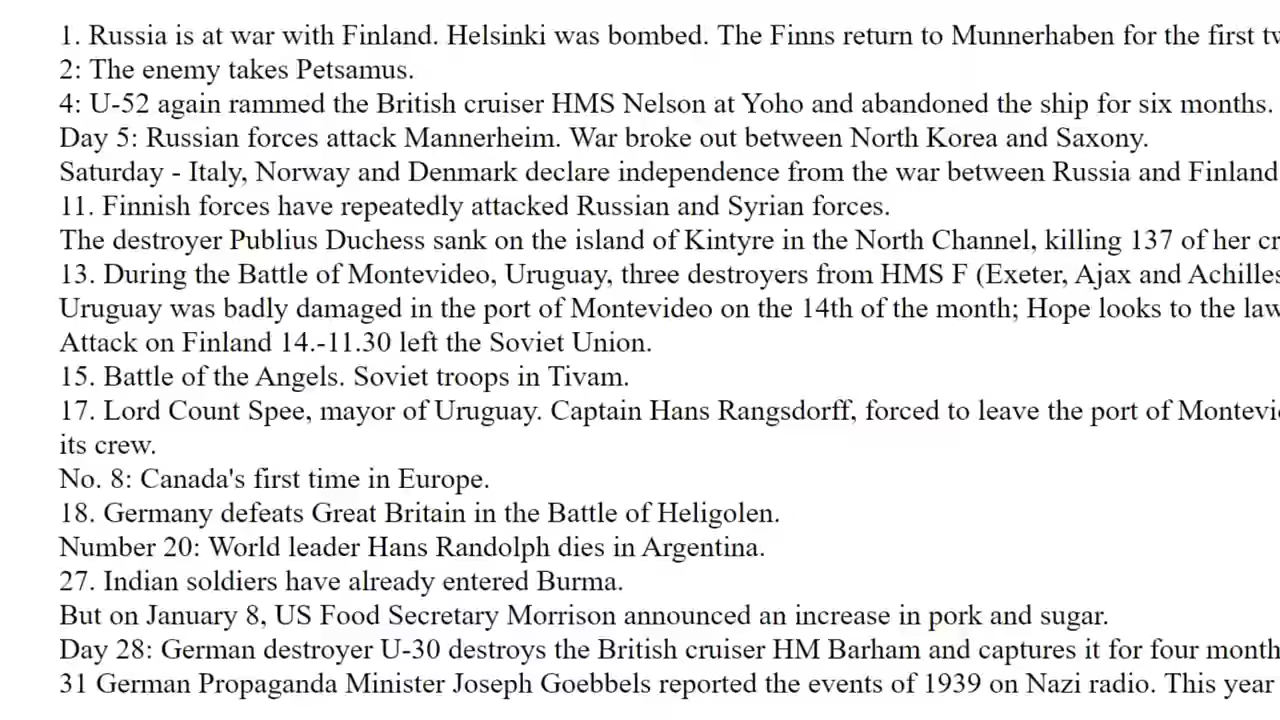 1. Russia is at war with Finland. Helsinki was bombed. The Finns return to Munnerhaben for the first
2: The enemy takes Petsamus.
4: U-52 again rammed the British cruiser HMS Nelson at Yoho and abandoned the ship for six months.
Day 5: Russian forces attack Mannerheim. War broke out between North Korea and Saxony.
Saturday - Italy, Norway and Denmark declare independence from the war between Russia and Finland
11. Finnish forces have repeatedly attacked Russian and Syrian forces.
The destroyer Publius Duchess sank on the island of Kintyre in the North Channel, killing 137 of her
13. During the Battle of Montevideo, Uruguay, three destroyers from HMS F (Exeter, Ajax and Achilles
Uruguay was badly damaged in the port of Montevideo on the 14th of the month; Hope looks to the law
Attack on Finland 14.-11.30 left the Soviet Union.
15. Battle of the Angels. Soviet troops in Tivam.
17. Lord Count Spee, mayor of Uruguay. Captain Hans Rangsdorff, forced to leave the port of
its crew.
No. 8: Canada's first time in Europe.
18. Germany defeats Great Britain in the Battle of Heligolen.
Number 20: World leader Hans Randolph dies in Argentina.
27. Indian soldiers have already entered Burma.
But on January 8, US Food Secretary Morrison announced an increase in pork and sugar.
Day 28: German destroyer U-30 destroys the British cruiser HM Barham and captures it for four month
31 German Propaganda Minister Joseph Goebbels reported the events of 1939 on Nazi radio. This year